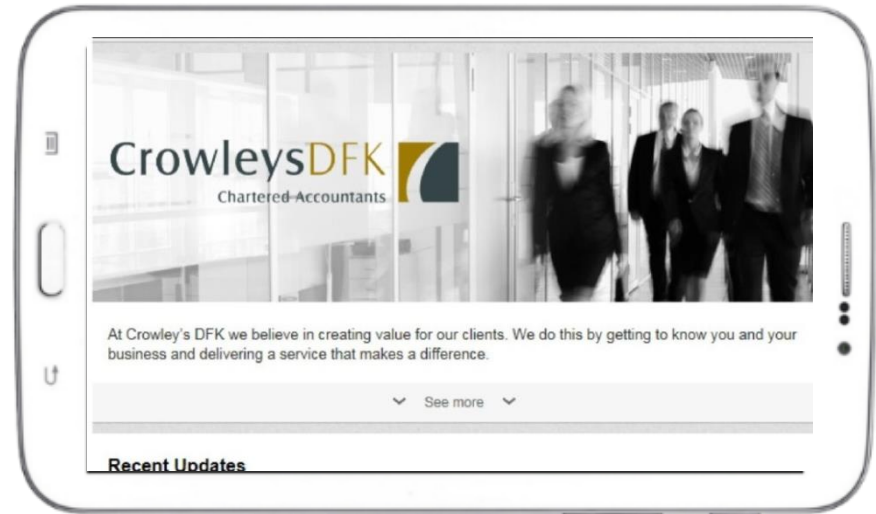 CrowleysDFK
Chartered Accountants
At Crowley's DFK we believe in creating value for our clients. We do this by getting to know you and your
business and delivering a service that makes a difference.
See more
Recent Updates